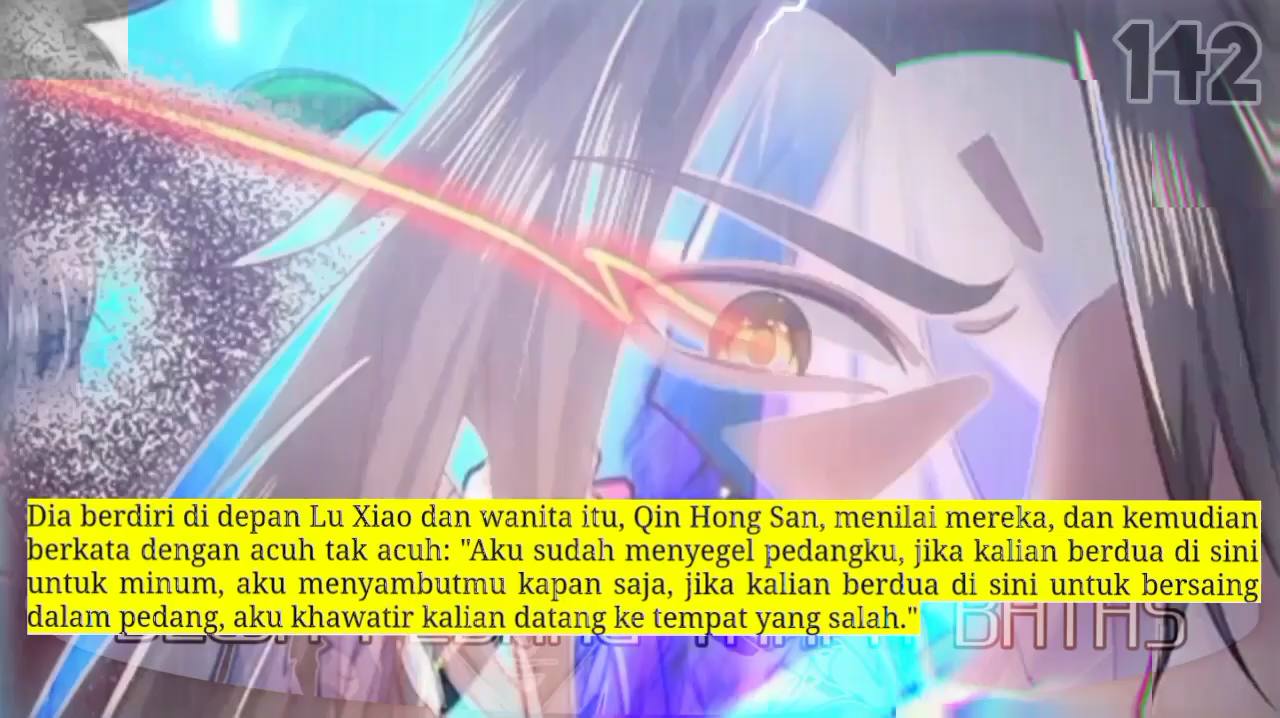 142
Dia berdiri di depan Lu Xiao dan wanita itu, Qin Hong San, menilai mereka, dan kemudian
berkata dengan acuh tak acuh: "Aku sudah menyegel pedangku, jika kalian berdua di sini
untuk minum, aku menyambutmu kapan saja, jika kalian berdua di sini untuk bersaing
dalam pedang, aku khawatir kalian datang ke tempat yang salah."
BATAS